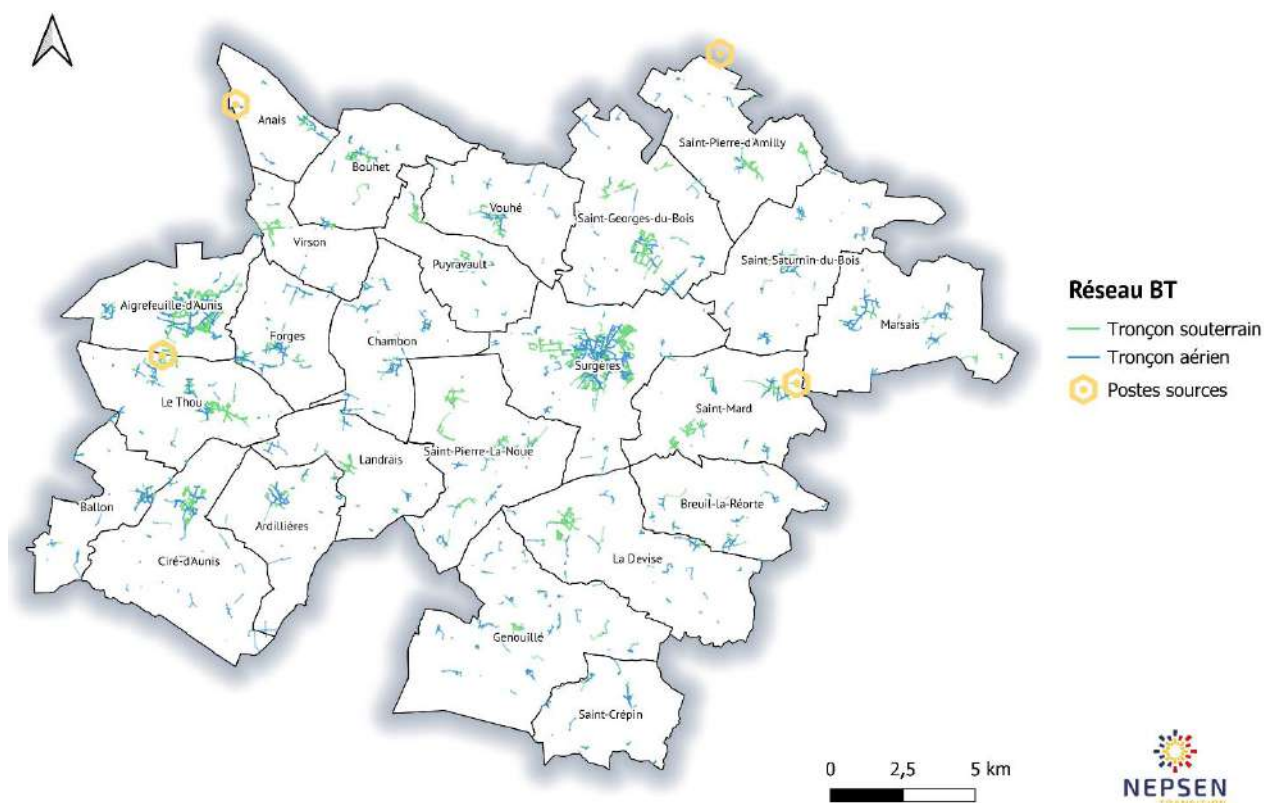 Anais
Saint-Pierre-d'Amilly
Bouhet
Vouhé
Saint-Georges-du-Bois
Virson
Puyravault
Saint-Saturnin-du-Bois
Aigrefeuille-d'Aunis
Forges
Chambon
Marsais
Surgères
Le Thou
Saint-Mard
Landrais
Saint-Pierre-La-Noue
Ballon
Ardillières
Breuil-la-Réorte
Ciré-d'Aunis
La Devise
Genouillé
Saint-Crépin
Réseau BT
Tronçon souterrain
Tronçon aérien
Postes sources
0 2,5 5 km
NEPSEN